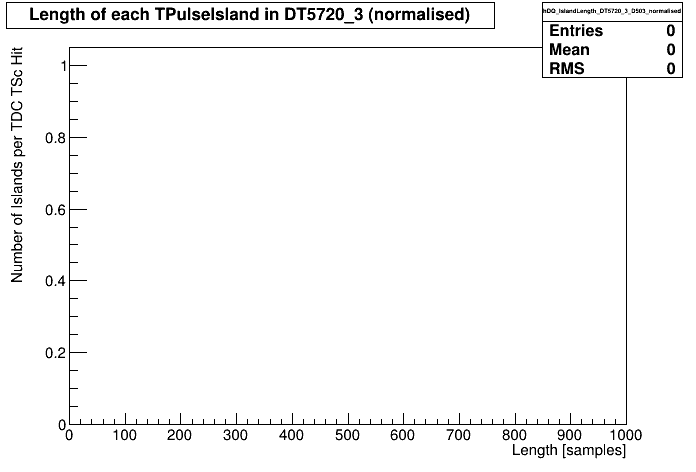 Length of each TPulseIsland in DT5720_3 (normalised)
hDQ_IslandLength_DT5720_3_D503_normalised
Entries 0
Mean 0
RMS 0
Number of Islands per TDC TSc Hit
1
0.8
0.6
0.4
0.2
0
0 100 200 300 400 500 600 700 800 900 1000
Length [samples]